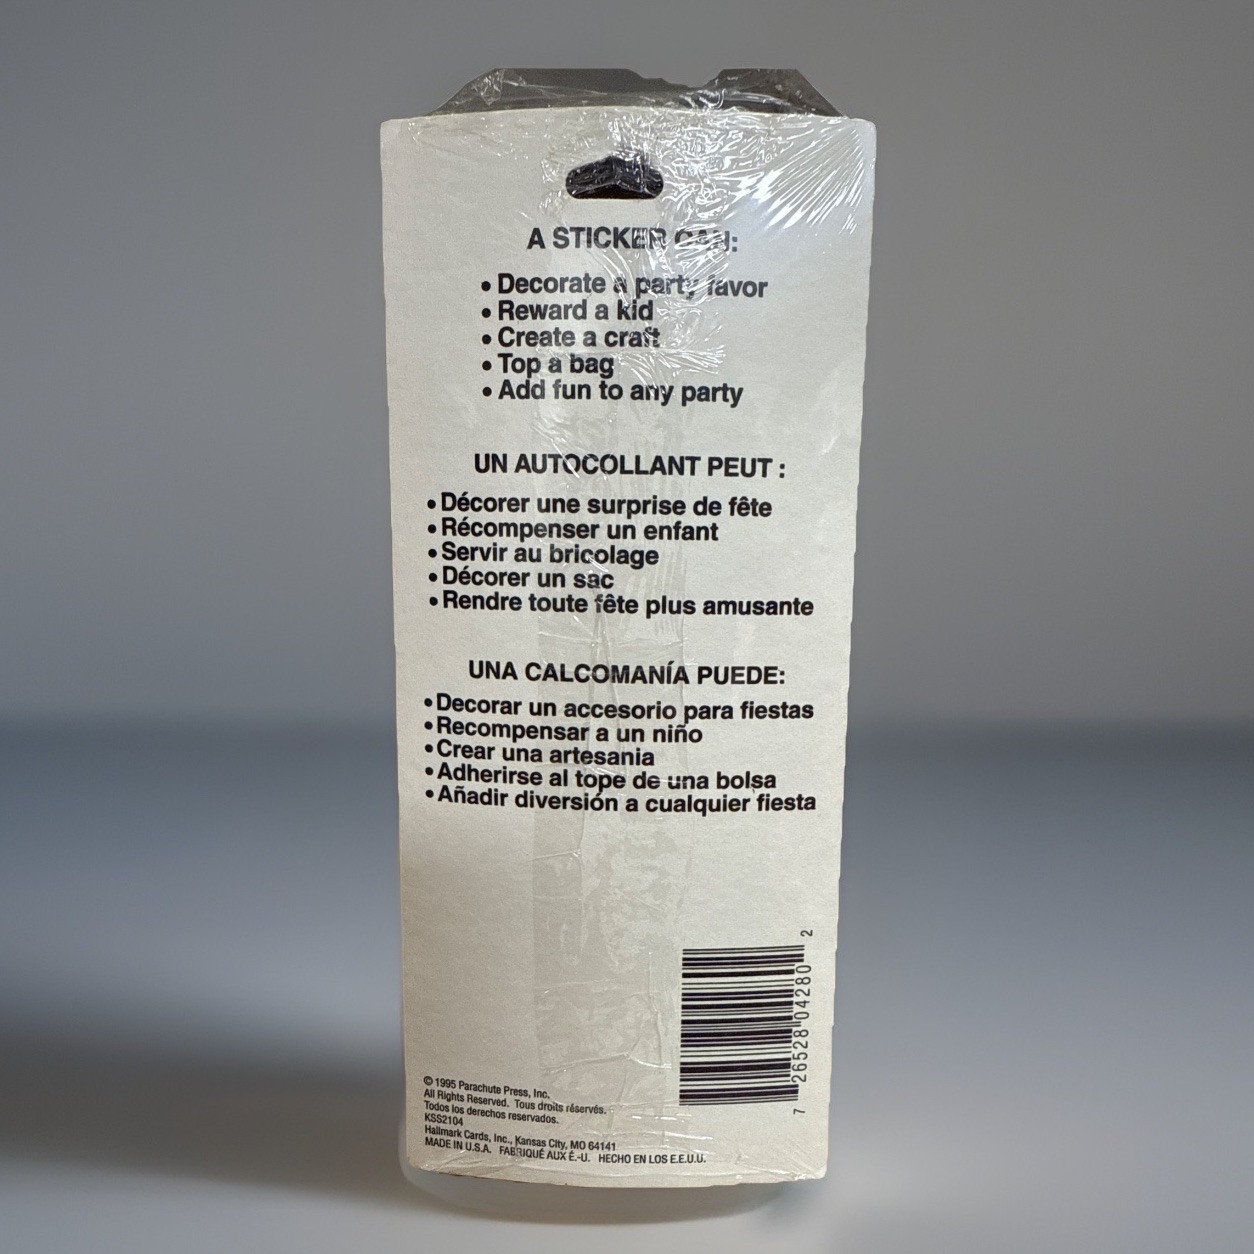 A STICKER CAN:
• Decorate a party favor
• Reward a kid
• Create a craft
• Top a bag
• Add fun to any party
UN AUTOCOLLANT PEUT :
• Décorer une surprise de fête
• Récompenser un enfant
• Servir au bricolage
• Décorer un sac
• Rendre toute fête plus amusante
UNA CALCOMANÍA PUEDE:
• Decorar un accesorio para fiestas
• Recompensar a un niño
• Crear una artesania
• Adherirse al tope de una bolsa
• Añadir diversión a cualquier fiesta
7 26528 04280 2
© 1995 Parachute Press, Inc.
All Rights Reserved. Tous droits réservés.
Todos los derechos reservados.
KSS2104
Hallmark Cards, Inc., Kansas City, MO 64141
MADE IN U.S.A. FABRIQUÉ AUX É.-U. HECHO EN LOS E.E.U.U.